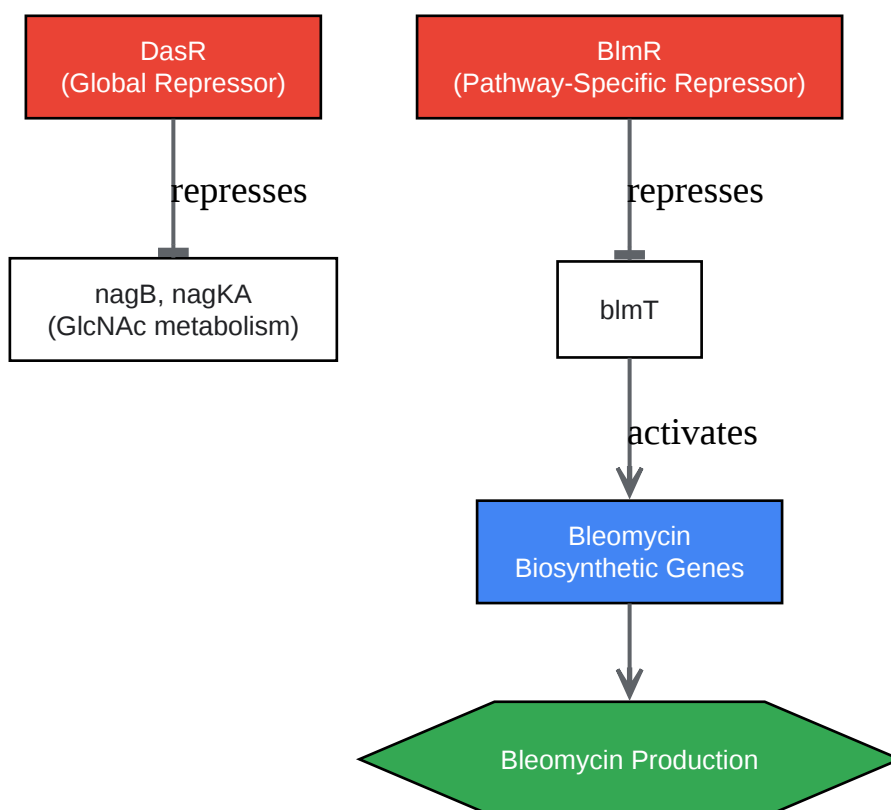 DasR
(Global Repressor)
BlmR
(Pathway-Specific Repressor)
represses
represses
nagB, nagKA
(GlcNAc metabolism)
blmT
activates
Bleomycin
Biosynthetic Genes
Bleomycin Production